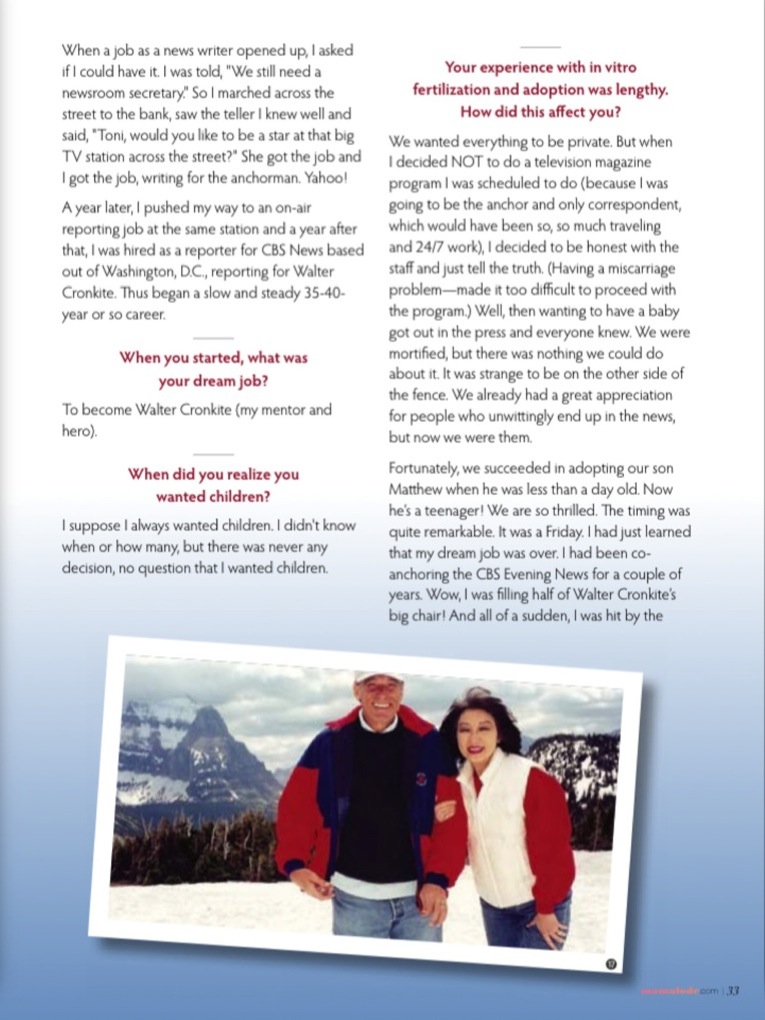 When a job as a news writer opened up, I asked
if I could have it. I was told, "We still need a
newsroom secretary." So I marched across the
street to the bank, saw the teller I knew well and
said, "Toni, would you like to be a star at that big
TV station across the street?" She got the job and
I got the job, writing for the anchorman. Yahoo!
A year later, I pushed my way to an on-air
reporting job at the same station and a year after
that, I was hired as a reporter for CBS News based
out of Washington, D.C., reporting for Walter
Cronkite. Thus began a slow and steady 35-40-
year or so career.
When you started, what was
your dream job?
To become Walter Cronkite (my mentor and
hero).
When did you realize you
wanted children?
I suppose I always wanted children. I didn't know
when or how many, but there was never any
decision, no question that I wanted children.
Your experience with in vitro
fertilization and adoption was lengthy.
How did this affect you?
We wanted everything to be private. But when
I decided NOT to do a television magazine
program I was scheduled to do (because I was
going to be the anchor and only correspondent,
which would have been so, so much traveling
and 24/7 work), I decided to be honest with the
staff and just tell the truth. (Having a miscarriage
problem—made it too difficult to proceed with
the program.) Well, then wanting to have a baby
got out in the press and everyone knew. We were
mortified, but there was nothing we could do
about it. It was strange to be on the other side of
the fence. We already had a great appreciation
for people who unwittingly end up in the news,
but now we were them.
Fortunately, we succeeded in adopting our son
Matthew when he was less than a day old. Now
he's a teenager! We are so thrilled. The timing was
quite remarkable. It was a Friday. I had just learned
that my dream job was over. I had been co-
anchoring the CBS Evening News for a couple of
years. Wow, I was filling half of Walter Cronkite's
big chair! And all of a sudden, I was hit by the
.com | 33